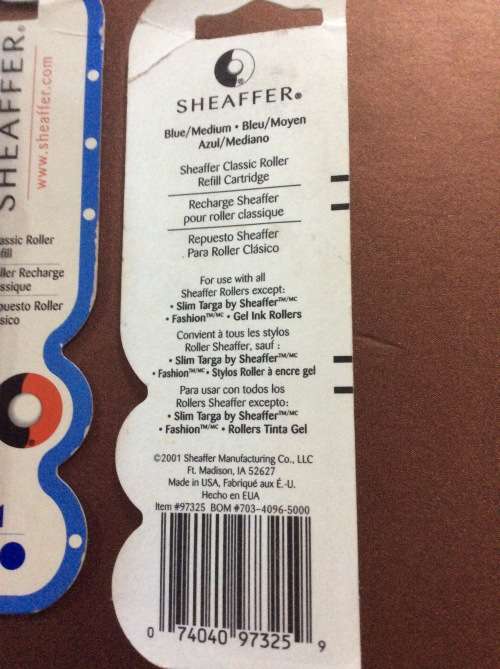 SHEAFFER®
www.sheaffer.com
assic Roller
fill
ller Recharge
ssique
puesto Roller
sico
SHEAFFER®
Blue/Medium • Bleu/Moyen
Azul/Mediano
Sheaffer Classic Roller
Refill Cartridge
Recharge Sheaffer
pour roller classique
Repuesto Sheaffer
Para Roller Clásico
For use with all
Sheaffer Rollers except:
• Slim Targa by Sheaffer™/MC
• Fashion™/MC • Gel Ink Rollers
Convient à tous les stylos
Roller Sheaffer, sauf :
• Slim Targa by Sheaffer™/MC
• Fashion™/MC • Stylos Roller à encre gel
Para usar con todos los
Rollers Sheaffer excepto:
• Slim Targa by Sheaffer™/MC
• Fashion™/MC • Rollers Tinta Gel
©2001 Sheaffer Manufacturing Co., LLC
Ft. Madison, IA 52627
Made in USA, Fabriqué aux É.-U.
Hecho en EUA
Item #97325 BOM #703-4096-5000
0 74040 97325 9